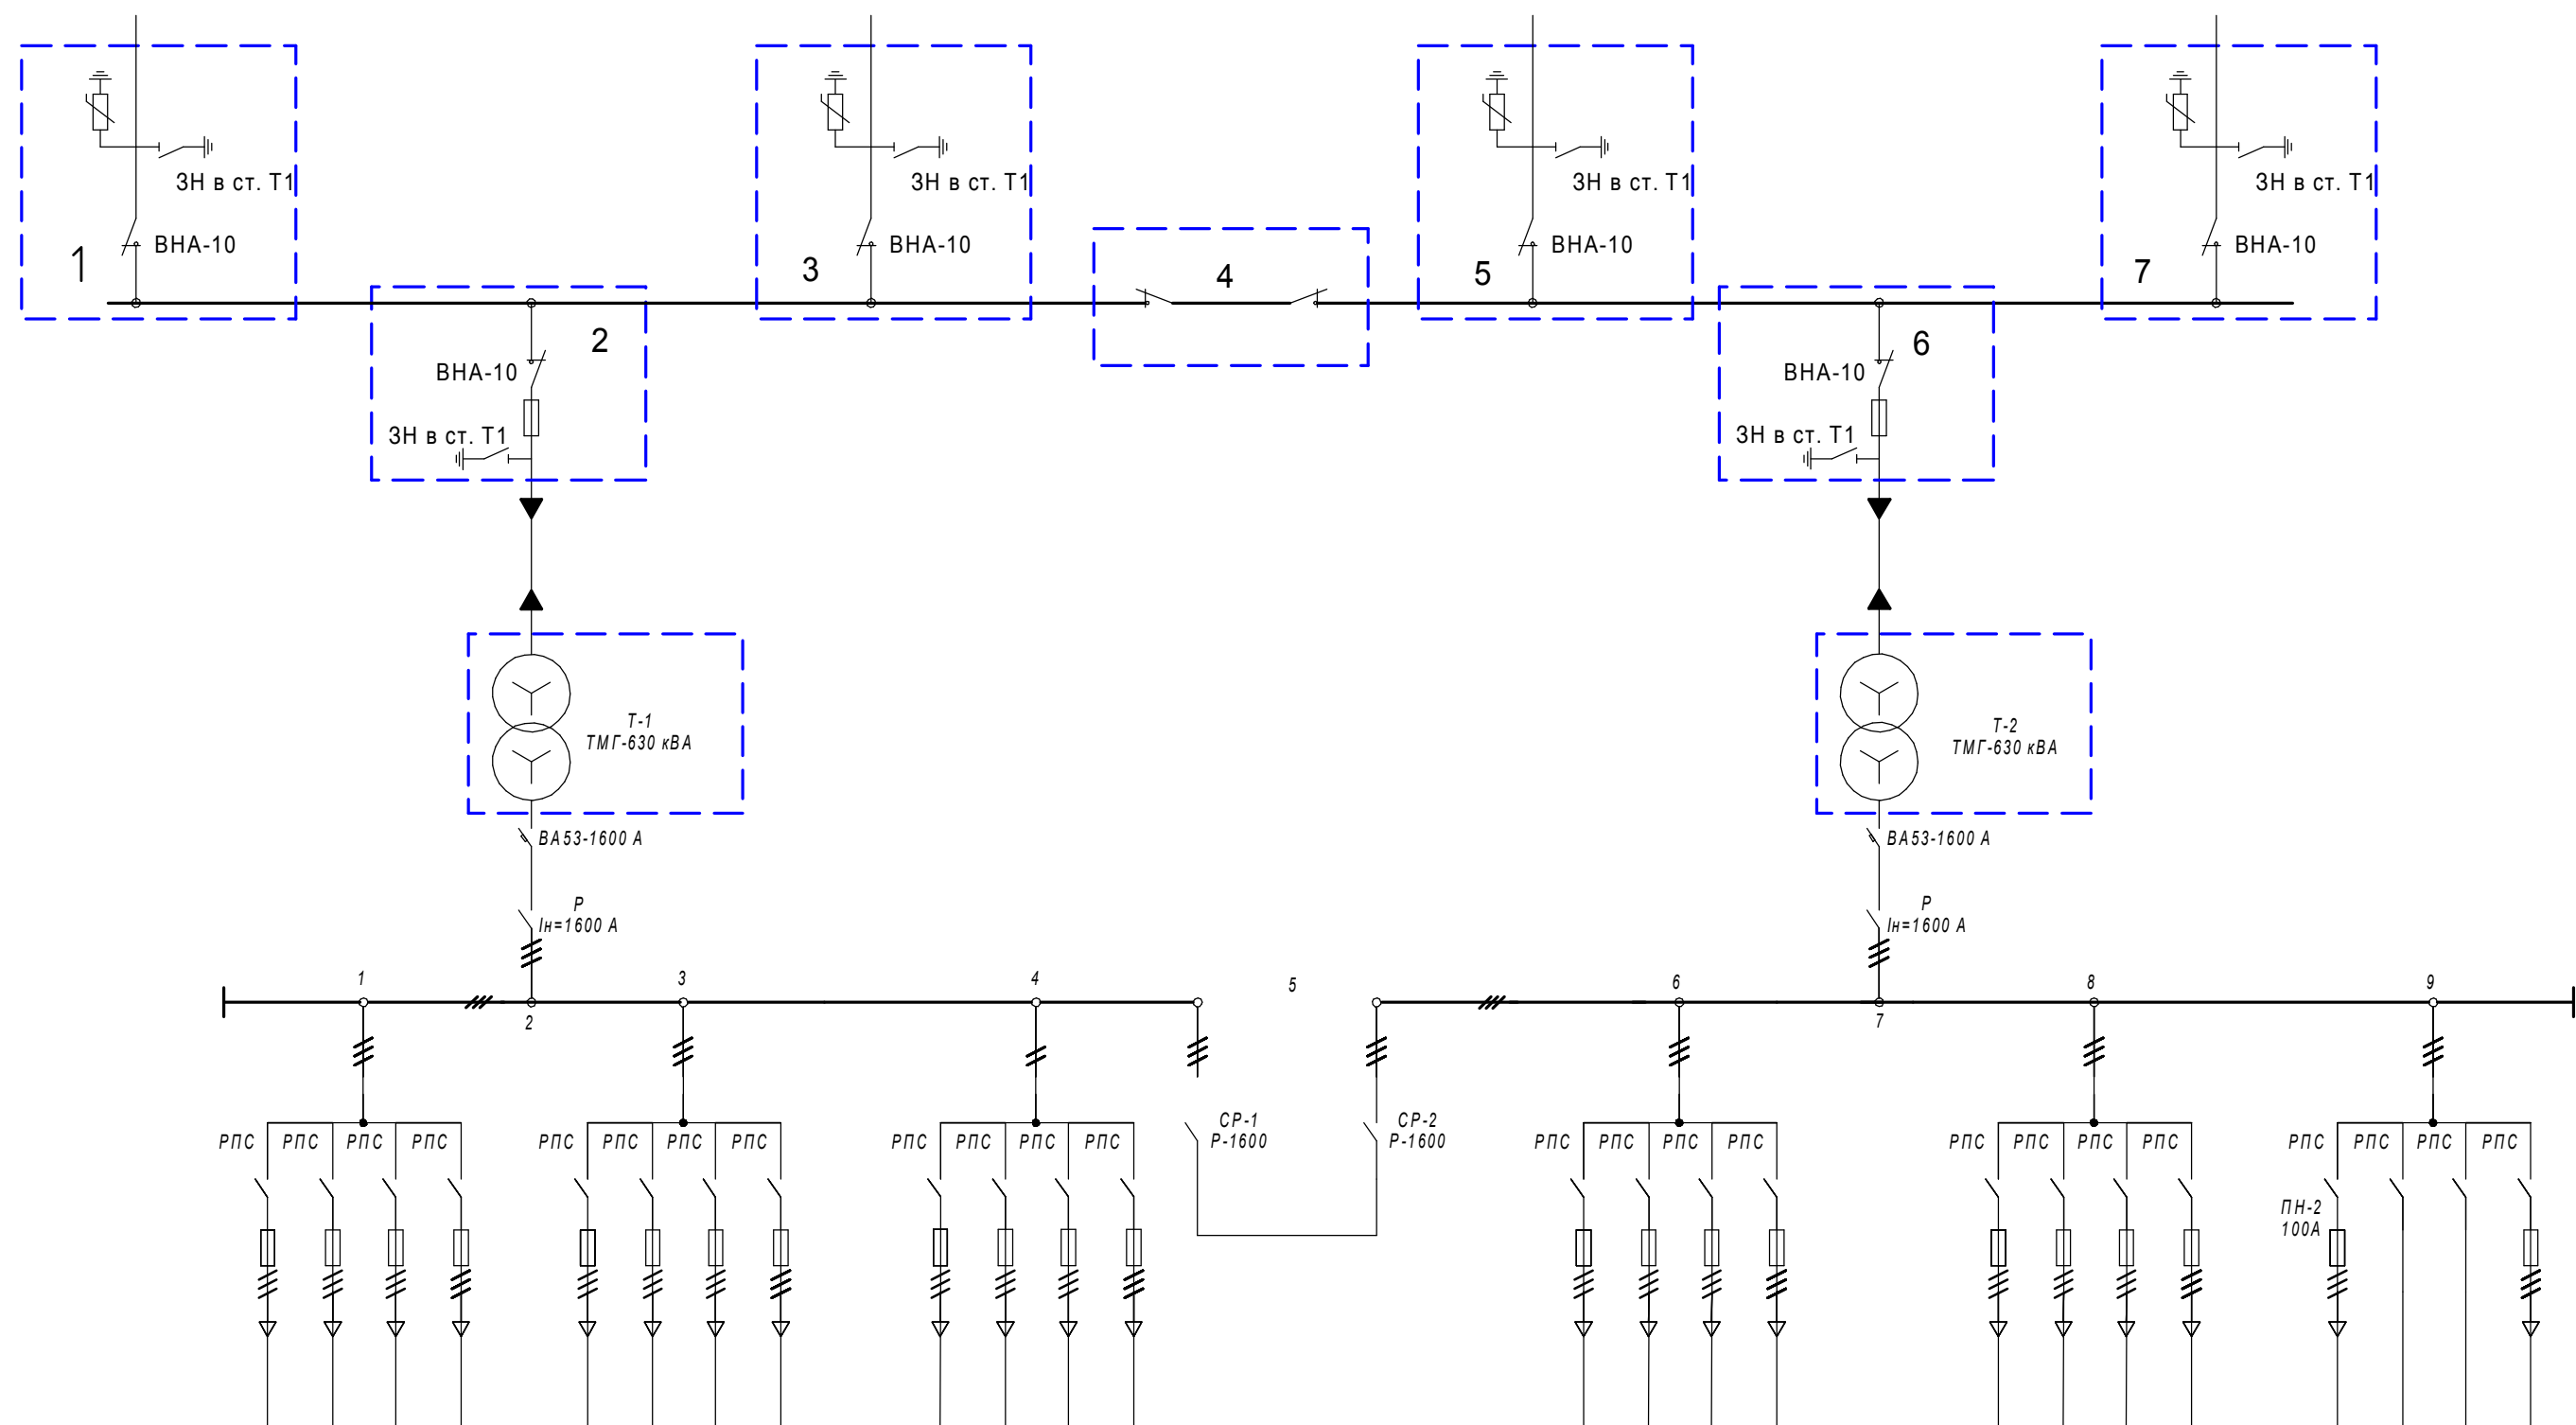 ЗН в ст. Т1
ЗН в ст. Т1
ЗН в ст. Т1
ЗН в ст. Т1
1
ВНА-10
3
ВНА-10
4
5
ВНА-10
7
ВНА-10
2
ВНА-10
ЗН в ст. Т1
6
ВНА-10
ЗН в ст. Т1
Т-1
ТМГ-630 кВА
Т-2
ТМГ-630 кВА
ВА53-1600 А
ВА53-1600 А
Р
Iн=1600 А
Р
Iн=1600 А
1
2
3
4
5
6
7
8
9
РПС РПС РПС РПС
РПС РПС РПС РПС
РПС РПС РПС РПС
СР-1
Р-1600
СР-2
Р-1600
РПС РПС РПС РПС
РПС РПС РПС РПС
РПС РПС РПС РПС
ПН-2
100А